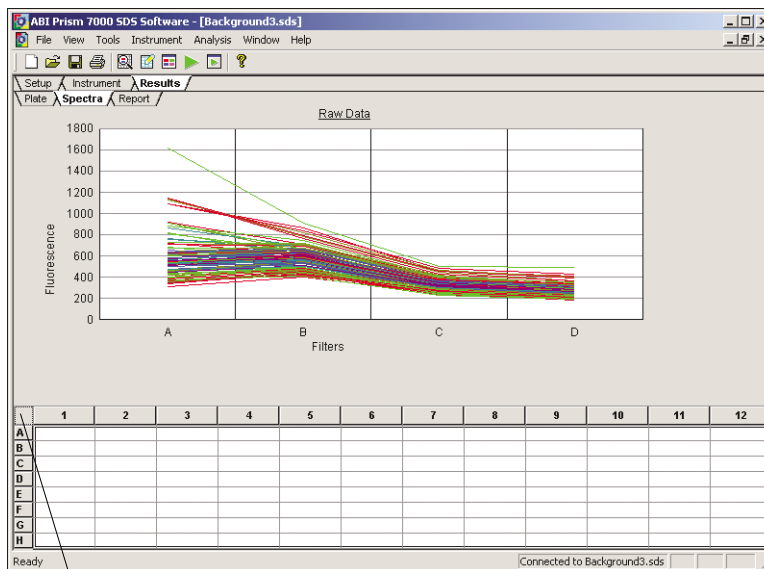 ABI Prism 7000 SDS Software - [Background3.sds]
File View Tools Instrument Analysis Window Help
Setup Instrument Results
Plate Spectra Report
Raw Data
1800
1600
1400
1200
1000
800
600
400
200
0
Fluorescence
A B C D
Filters
1 2 3 4 5 6 7 8 9 10 11 12
A
B
C
D
E
F
G
H
Ready Connected to Background3.sds